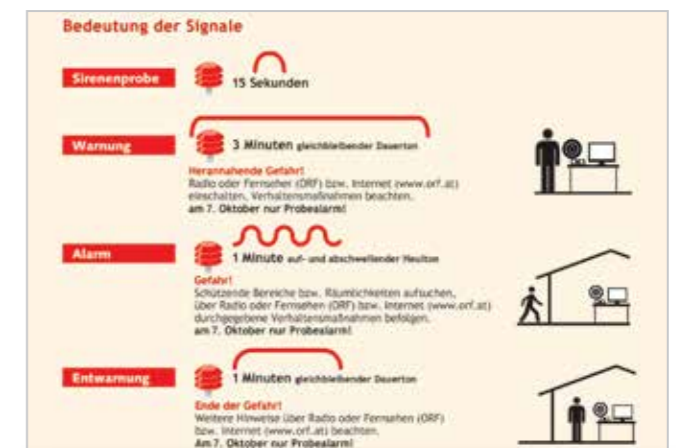 Bedeutung der Signale
Sirenenprobe
15 Sekunden
Warnung
3 Minuten gleichbleibender Dauerton
Herannahende Gefahr!
Radio oder Fernseher (ORF) bzw. Internet (www.orf.at)
einschalten, Verhaltensmaßnahmen beachten.
am 7. Oktober nur Probealarm!
Alarm
1 Minute auf- und abschwellender Heulton
Gefahr!
Schützende Bereiche bzw. Räumlichkeiten aufsuchen,
über Radio oder Fernsehen (ORF) bzw. Internet (www.orf.at)
durchgegebene Verhaltensmaßnahmen befolgen.
am 7. Oktober nur Probealarm!
Entwarnung
1 Minuten gleichbleibender Dauerton
Ende der Gefahr!
Weitere Hinweise über Radio oder Fernsehen (ORF)
bzw. Internet (www.orf.at) beachten.
Am 7. Oktober nur Probealarm!